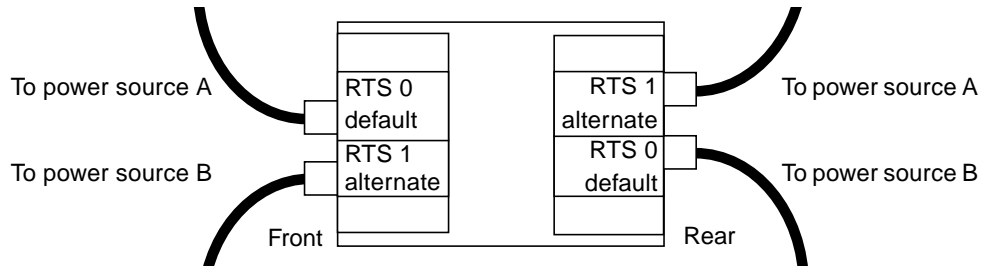 To power source A
RTS 0
default
RTS 1
alternate
To power source A
To power source B
RTS 1
alternate
RTS 0
default
To power source B
Front
Rear